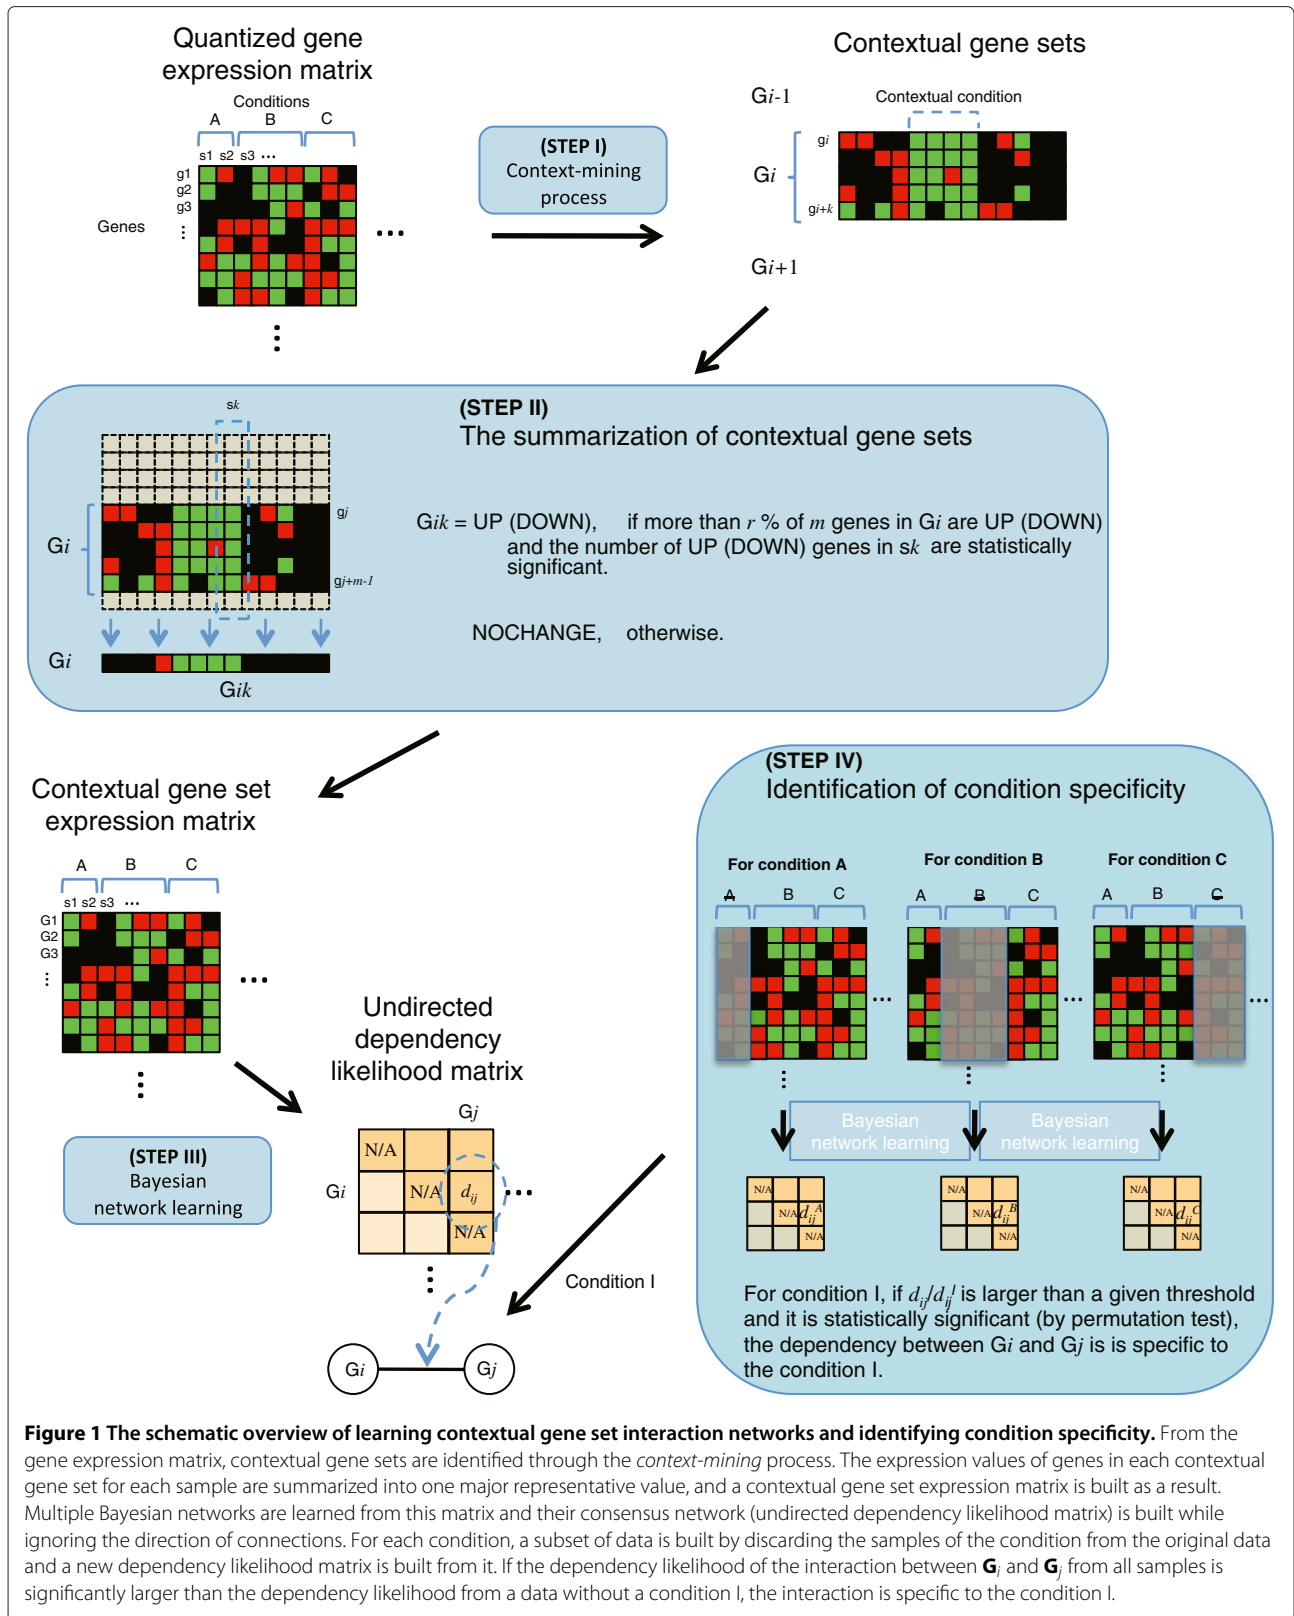 Quantized gene
expression matrix
Conditions
A B C
s1 s2 s3 ...
g1
g2
g3
Genes
...
...
...
(STEP I)
Context-mining
process
Contextual gene sets
Gi-1
Contextual condition
gi
Gi
gi+k
Gi+1
(STEP II)
The summarization of contextual gene sets
sk
Gi
gj
gj+m-1
Gi
Gik
Gik = UP (DOWN), if more than r % of m genes in Gi are UP (DOWN)
and the number of UP (DOWN) genes in sk are statistically
significant.
NOCHANGE, otherwise.
Contextual gene set
expression matrix
A B C
s1 s2 s3 ...
G1
G2
G3
...
...
...
(STEP III)
Bayesian
network learning
Undirected
dependency
likelihood matrix
Gj
N/A
Gi N/A dij ...
N/A
...
Condition I
Gi Gj
(STEP IV)
Identification of condition specificity
For condition A For condition B For condition C
A B C A B C A B C
... ... ...
... ... ...
Bayesian
network learning
Bayesian
network learning
N/A N/A N/A
N/A dij^A N/A dij^B N/A dij^C
N/A N/A N/A
For condition I, if dij/dij^I is larger than a given threshold
and it is statistically significant (by permutation test),
the dependency between Gi and Gj is is specific to
the condition I.
Figure 1 The schematic overview of learning contextual gene set interaction networks and identifying condition specificity. From the
gene expression matrix, contextual gene sets are identified through the context-mining process. The expression values of genes in each contextual
gene set for each sample are summarized into one major representative value, and a contextual gene set expression matrix is built as a result.
Multiple Bayesian networks are learned from this matrix and their consensus network (undirected dependency likelihood matrix) is built while
ignoring the direction of connections. For each condition, a subset of data is built by discarding the samples of the condition from the original data
and a new dependency likelihood matrix is built from it. If the dependency likelihood of the interaction between Gi and Gj from all samples is
significantly larger than the dependency likelihood from a data without a condition I, the interaction is specific to the condition I.